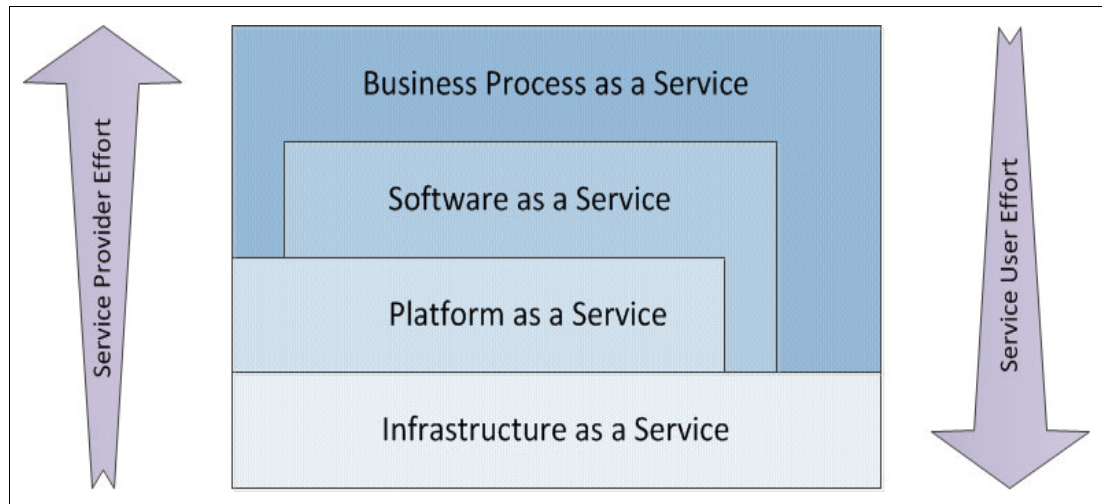 Service Provider Effort
Business Process as a Service
Software as a Service
Platform as a Service
Infrastructure as a Service
Service User Effort